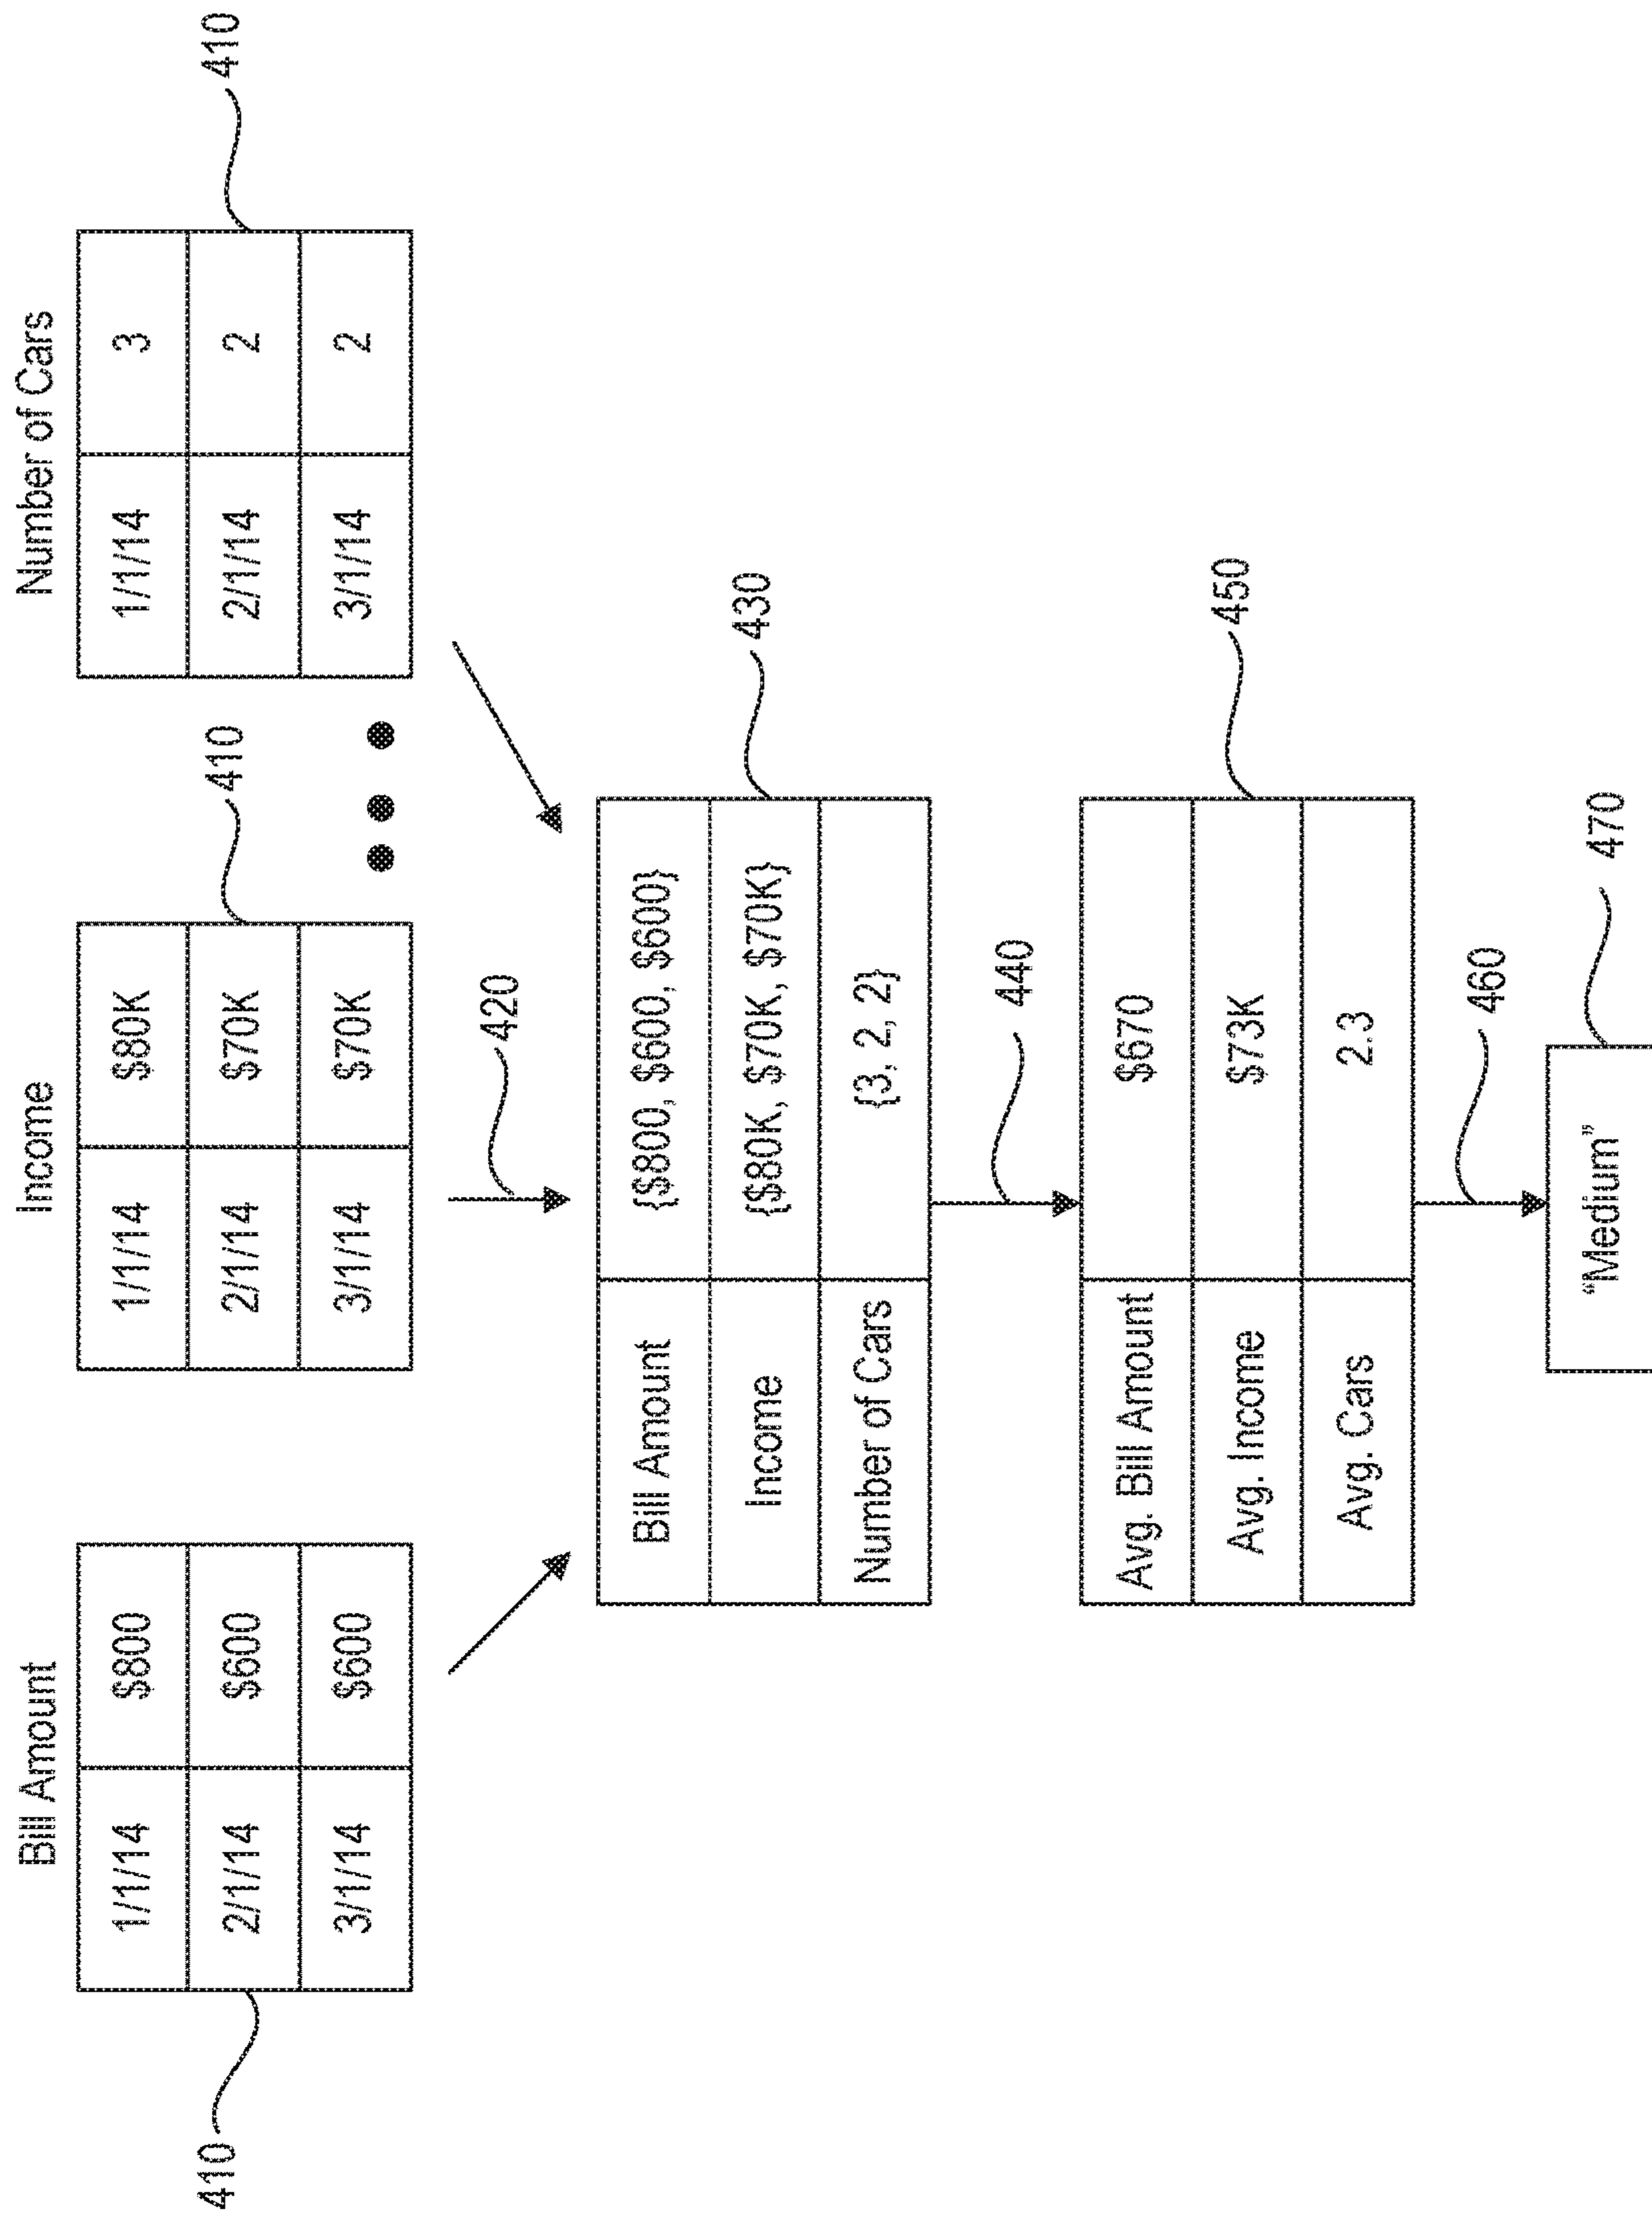 Bill Amount
Income
Number of Cars
1/1/14 $800
2/1/14 $600
3/1/14 $600
410
1/1/14 $80K
2/1/14 $70K
3/1/14 $70K
410
1/1/14 3
2/1/14 2
3/1/14 2
410
420
Bill Amount {$800, $600, $600}
Income {$80K, $70K, $70K}
Number of Cars {3, 2, 2}
430
440
Avg. Bill Amount $670
Avg. Income $73K
Avg. Cars 2.3
450
460
“Medium”
470